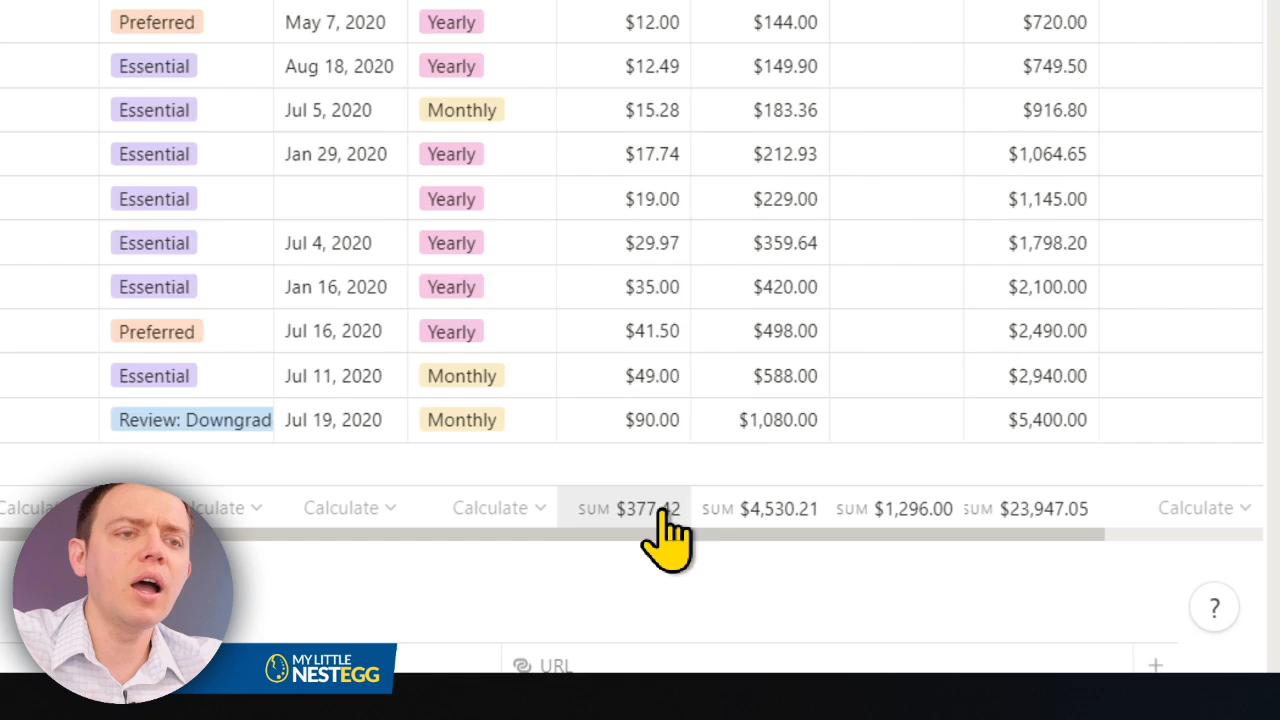 Preferred May 7, 2020 Yearly $12.00 $144.00 $720.00
Essential Aug 18, 2020 Yearly $12.49 $149.90 $749.50
Essential Jul 5, 2020 Monthly $15.28 $183.36 $916.80
Essential Jan 29, 2020 Yearly $17.74 $212.93 $1,064.65
Essential Yearly $19.00 $229.00 $1,145.00
Essential Jul 4, 2020 Yearly $29.97 $359.64 $1,798.20
Essential Jan 16, 2020 Yearly $35.00 $420.00 $2,100.00
Preferred Jul 16, 2020 Yearly $41.50 $498.00 $2,490.00
Essential Jul 11, 2020 Monthly $49.00 $588.00 $2,940.00
Review: Downgrad Jul 19, 2020 Monthly $90.00 $1,080.00 $5,400.00
Calculate Calculate SUM $377.42 SUM $4,530.21 SUM $1,296.00 SUM $23,947.05 Calculate
?
MY LITTLE
NESTEGG
URL +